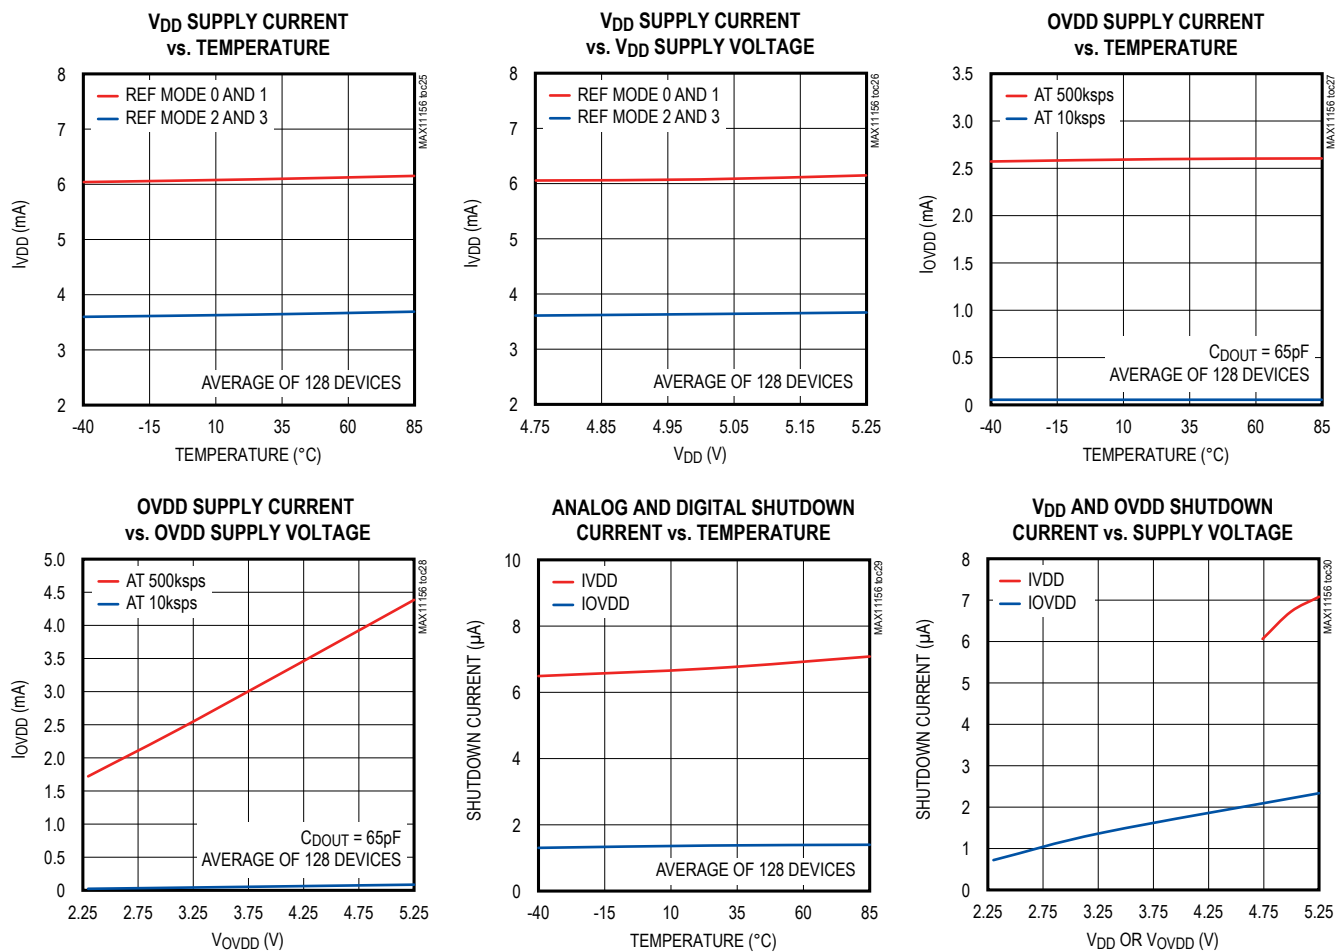 VDD SUPPLY CURRENT
vs. TEMPERATURE
MAX11156 toc25
8
7
6
5
4
3
2
IVDD (mA)
REF MODE 0 AND 1
REF MODE 2 AND 3
AVERAGE OF 128 DEVICES
-40 -15 10 35 60 85
TEMPERATURE (°C)
VDD SUPPLY CURRENT
vs. VDD SUPPLY VOLTAGE
MAX11156 toc26
8
7
6
5
4
3
2
IVDD (mA)
REF MODE 0 AND 1
REF MODE 2 AND 3
AVERAGE OF 128 DEVICES
4.75 4.85 4.95 5.05 5.15 5.25
VDD (V)
OVDD SUPPLY CURRENT
vs. TEMPERATURE
MAX11156 toc27
3.5
3.0
2.5
2.0
1.5
1.0
0.5
0
IOVDD (mA)
AT 500ksps
AT 10ksps
CDOUT = 65pF
AVERAGE OF 128 DEVICES
-40 -15 10 35 60 85
TEMPERATURE (°C)
OVDD SUPPLY CURRENT
vs. OVDD SUPPLY VOLTAGE
MAX11156 toc28
5.0
4.5
4.0
3.5
3.0
2.5
2.0
1.5
1.0
0.5
0
IOVDD (mA)
AT 500ksps
AT 10ksps
CDOUT = 65pF
AVERAGE OF 128 DEVICES
2.25 2.75 3.25 3.75 4.25 4.75 5.25
VOVDD (V)
ANALOG AND DIGITAL SHUTDOWN
CURRENT vs. TEMPERATURE
MAX11156 toc29
10
8
6
4
2
0
SHUTDOWN CURRENT (µA)
IVDD
IOVDD
AVERAGE OF 128 DEVICES
-40 -15 10 35 60 85
TEMPERATURE (°C)
VDD AND OVDD SHUTDOWN
CURRENT vs. SUPPLY VOLTAGE
MAX11156 toc30
8
7
6
5
4
3
2
1
0
SHUTDOWN CURRENT (µA)
IVDD
IOVDD
2.25 2.75 3.25 3.75 4.25 4.75 5.25
VDD OR VOVDD (V)